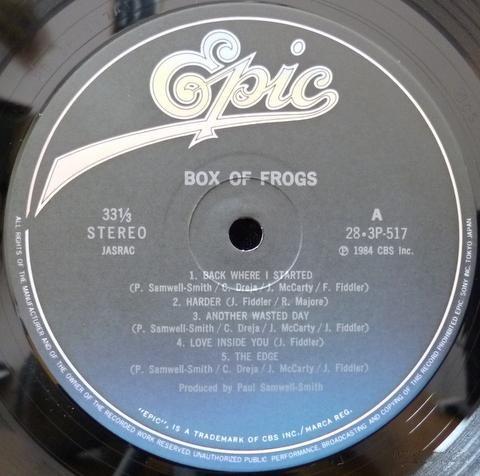 Epic
BOX OF FROGS
33⅓
STEREO
JASRAC
A
28•3P-517
Ⓟ 1984 CBS Inc.
1. BACK WHERE I STARTED
(P. Samwell-Smith/C. Dreja/J. McCarty/F. Fiddler)
2. HARDER (J. Fiddler/R. Majore)
3. ANOTHER WASTED DAY
(P. Samwell-Smith/C. Dreja/J. McCarty/J. Fiddler)
4. LOVE INSIDE YOU (J. Fiddler)
5. THE EDGE
(P. Samwell-Smith/C. Dreja/J. McCarty/J. Fiddler)
Produced by Paul Samwell-Smith
"EPIC", IS A TRADEMARK OF CBS INC./MARCA REG.
ALL RIGHTS OF THE MANUFACTURER AND OF THE OWNER OF THE RECORDED WORK RESERVED. UNAUTHORIZED PUBLIC PERFORMANCE, BROADCASTING AND COPYING OF THIS RECORD PROHIBITED EPIC/SONY INC. TOKYO JAPAN